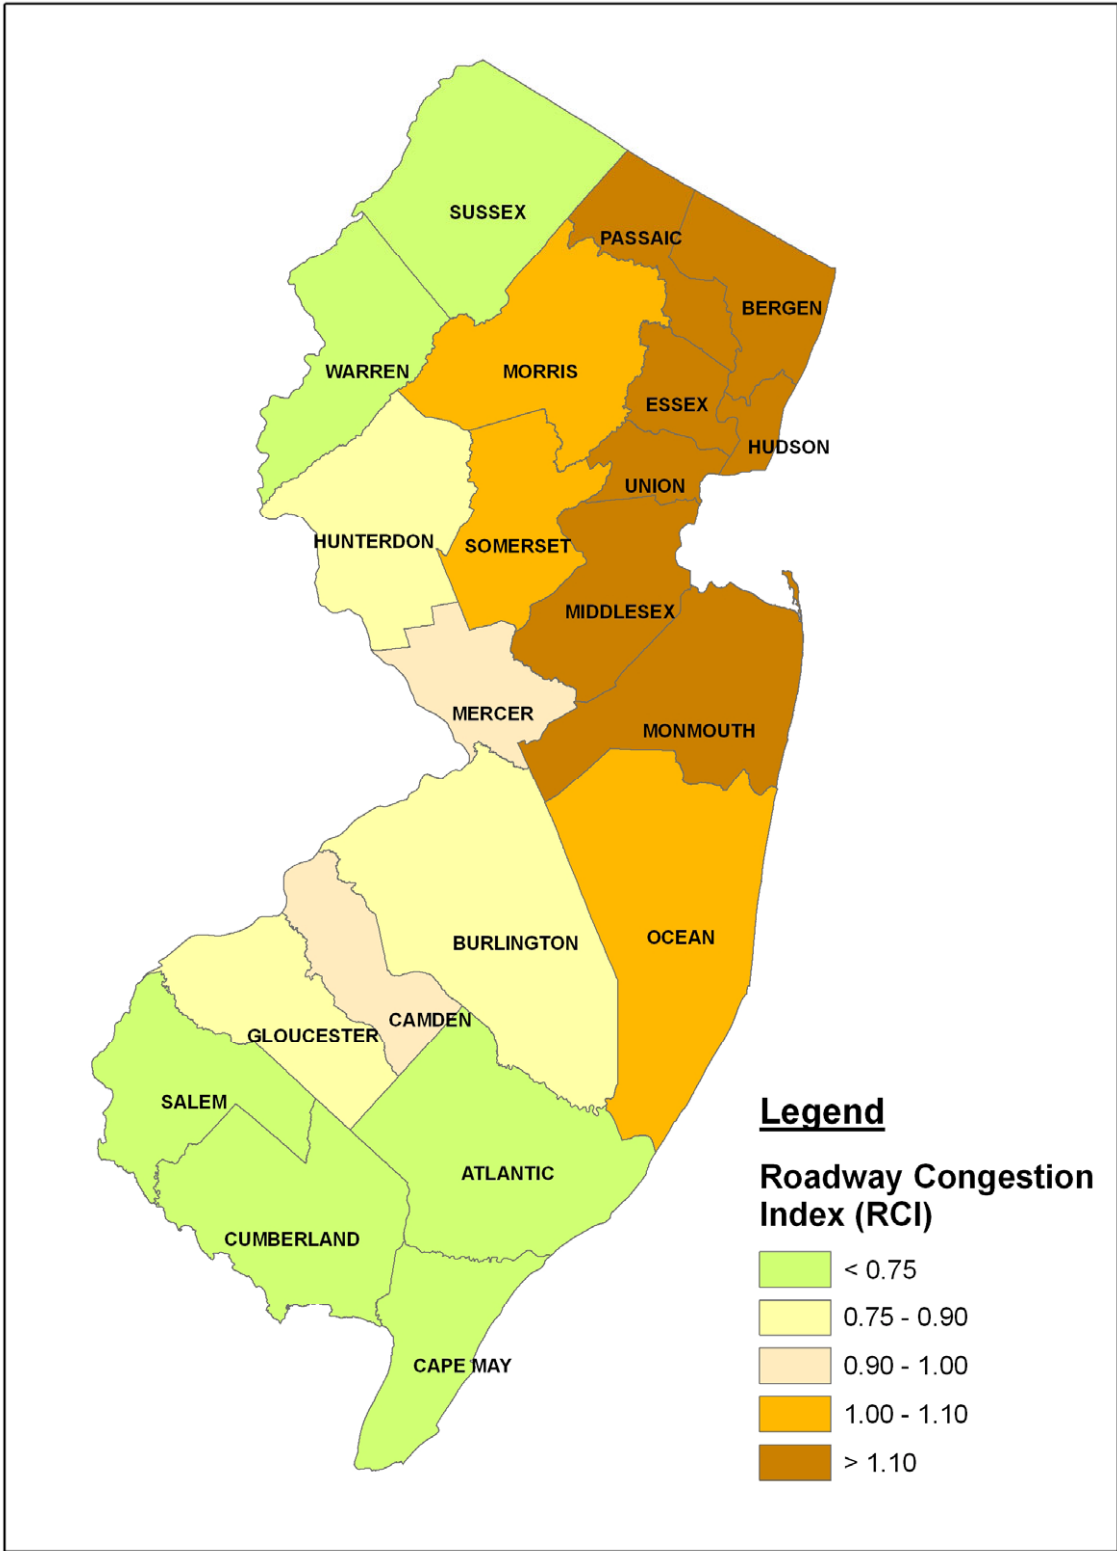 SUSSEX
PASSAIC
BERGEN
WARREN
MORRIS
ESSEX
HUDSON
UNION
HUNTERDON
SOMERSET
MIDDLESEX
MERCER
MONMOUTH
BURLINGTON
OCEAN
CAMDEN
GLOUCESTER
SALEM
ATLANTIC
CUMBERLAND
CAPE MAY
Legend
Roadway Congestion
Index (RCI)
< 0.75
0.75 - 0.90
0.90 - 1.00
1.00 - 1.10
> 1.10